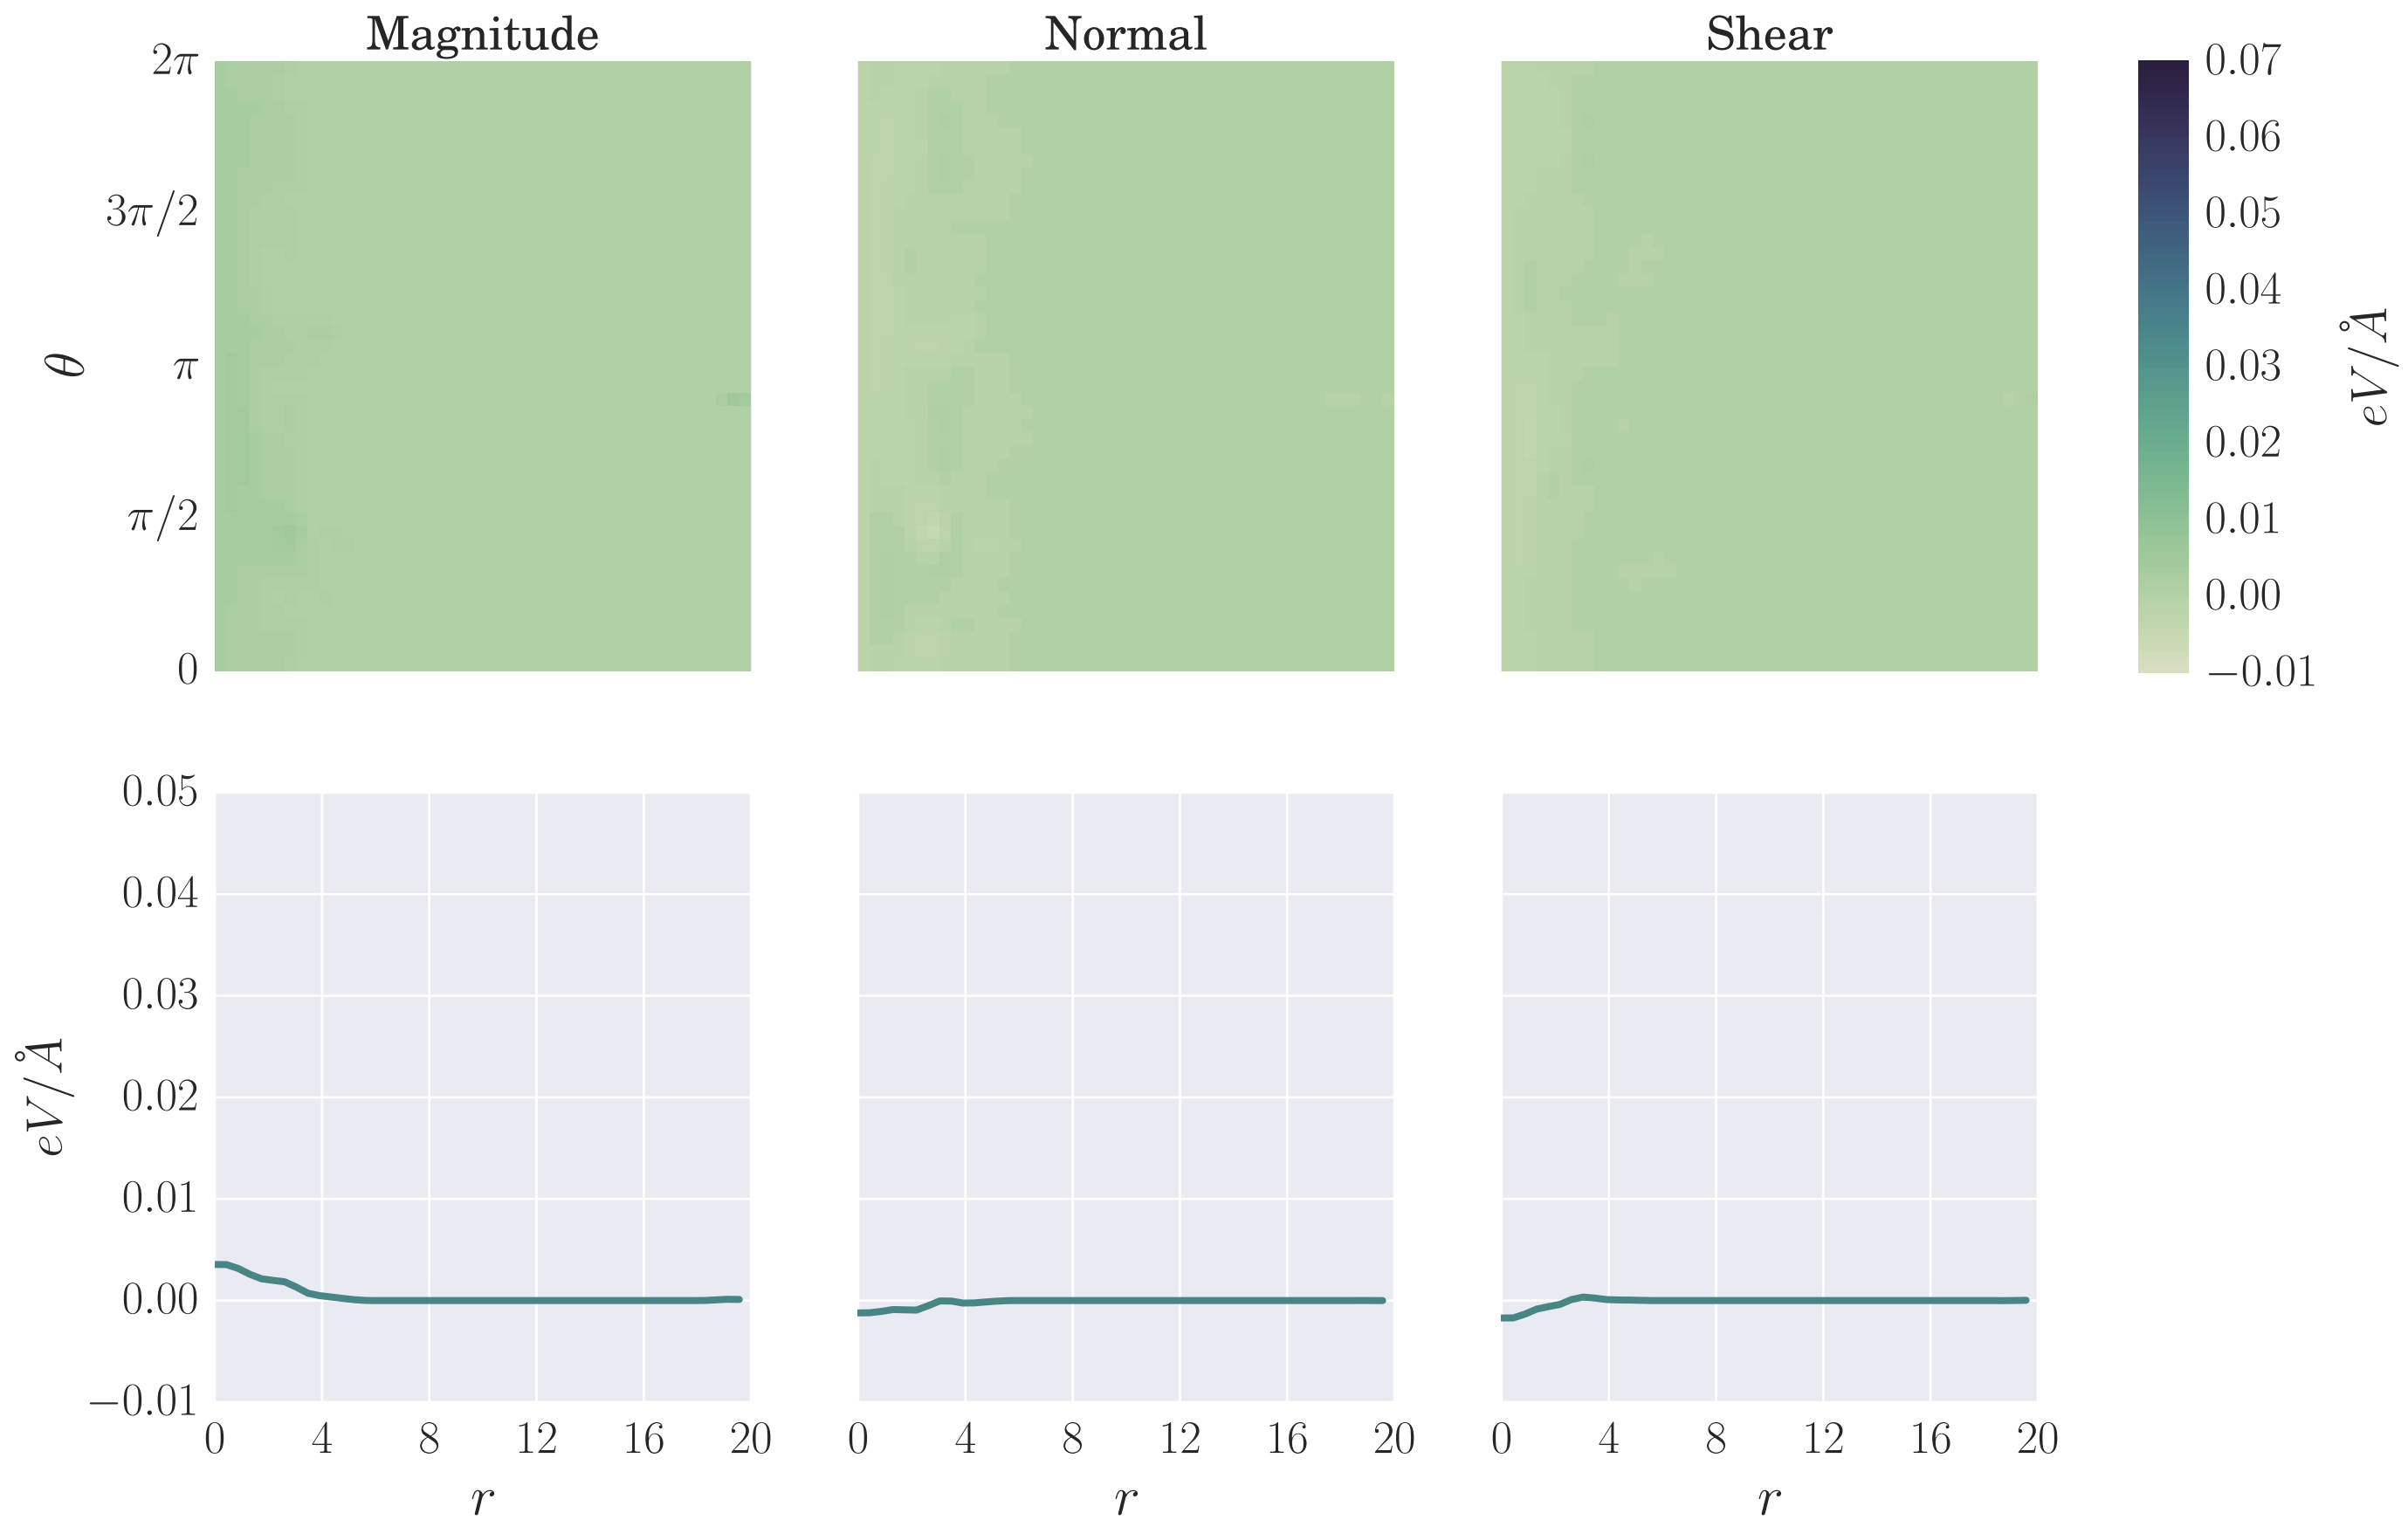 Magnitude Normal Shear
2π
3π/2
π
π/2
0
θ
0.07
0.06
0.05
0.04
0.03
0.02
0.01
0.00
−0.01
eV/Å
0.05
0.04
0.03
0.02
0.01
0.00
−0.01
eV/Å
0 4 8 12 16 20 0 4 8 12 16 20 0 4 8 12 16 20
r r r